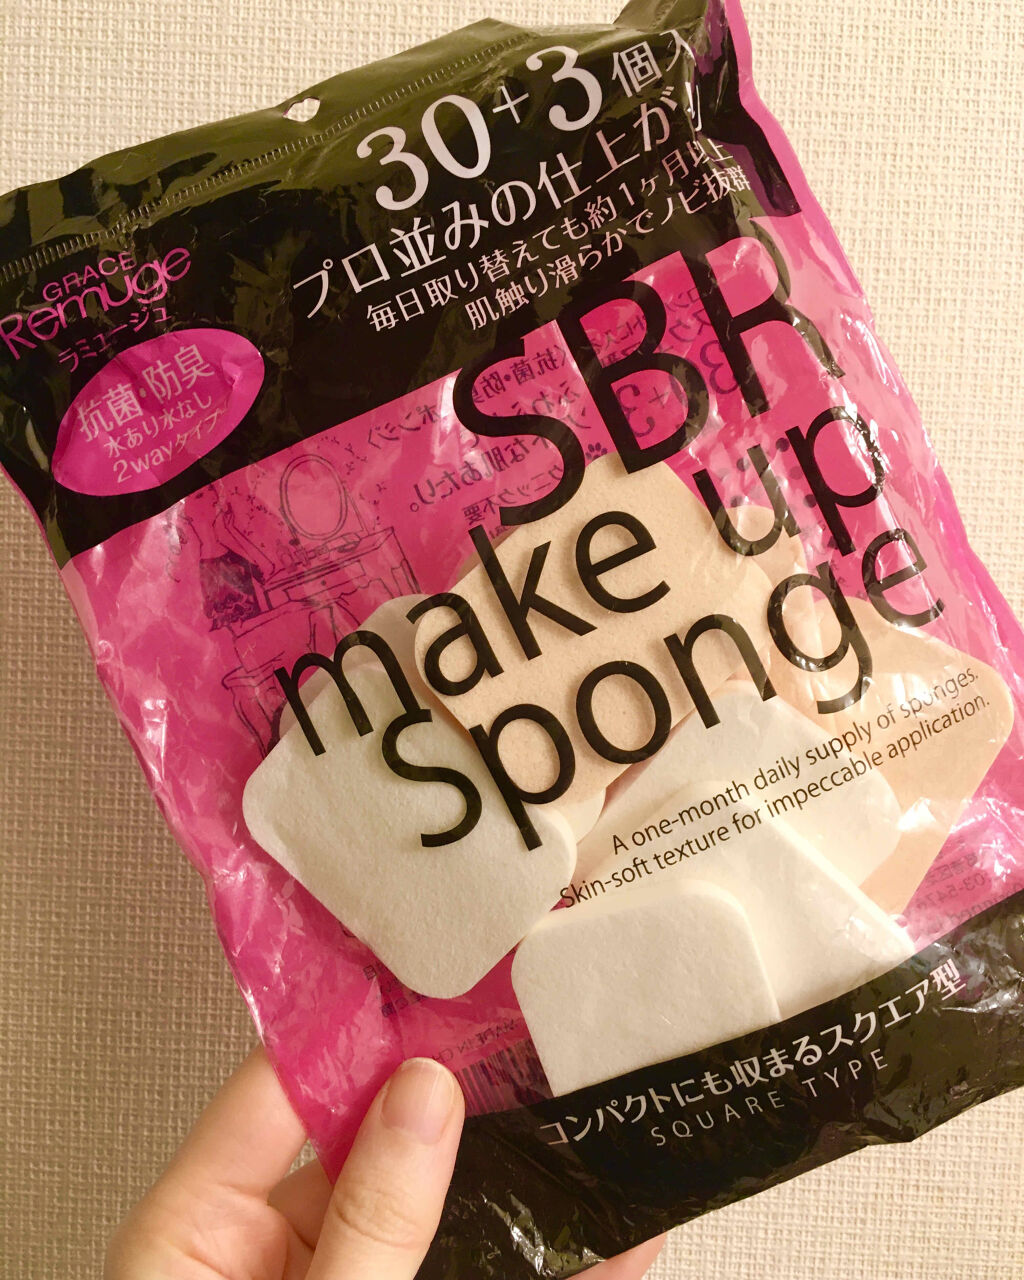 30+3個入
プロ並みの仕上がり
毎日取り替えても約1ヶ月以上
肌触り滑らかでノビ抜群
GRACE
Remuge
ラミュージュ
抗菌・防臭
水あり水なし
2wayタイプ
SBR
make up
sponge
A one-month daily supply of sponges.
Skin-soft texture for impeccable application.
コンパクトにも収まるスクエア型
SQUARE TYPE